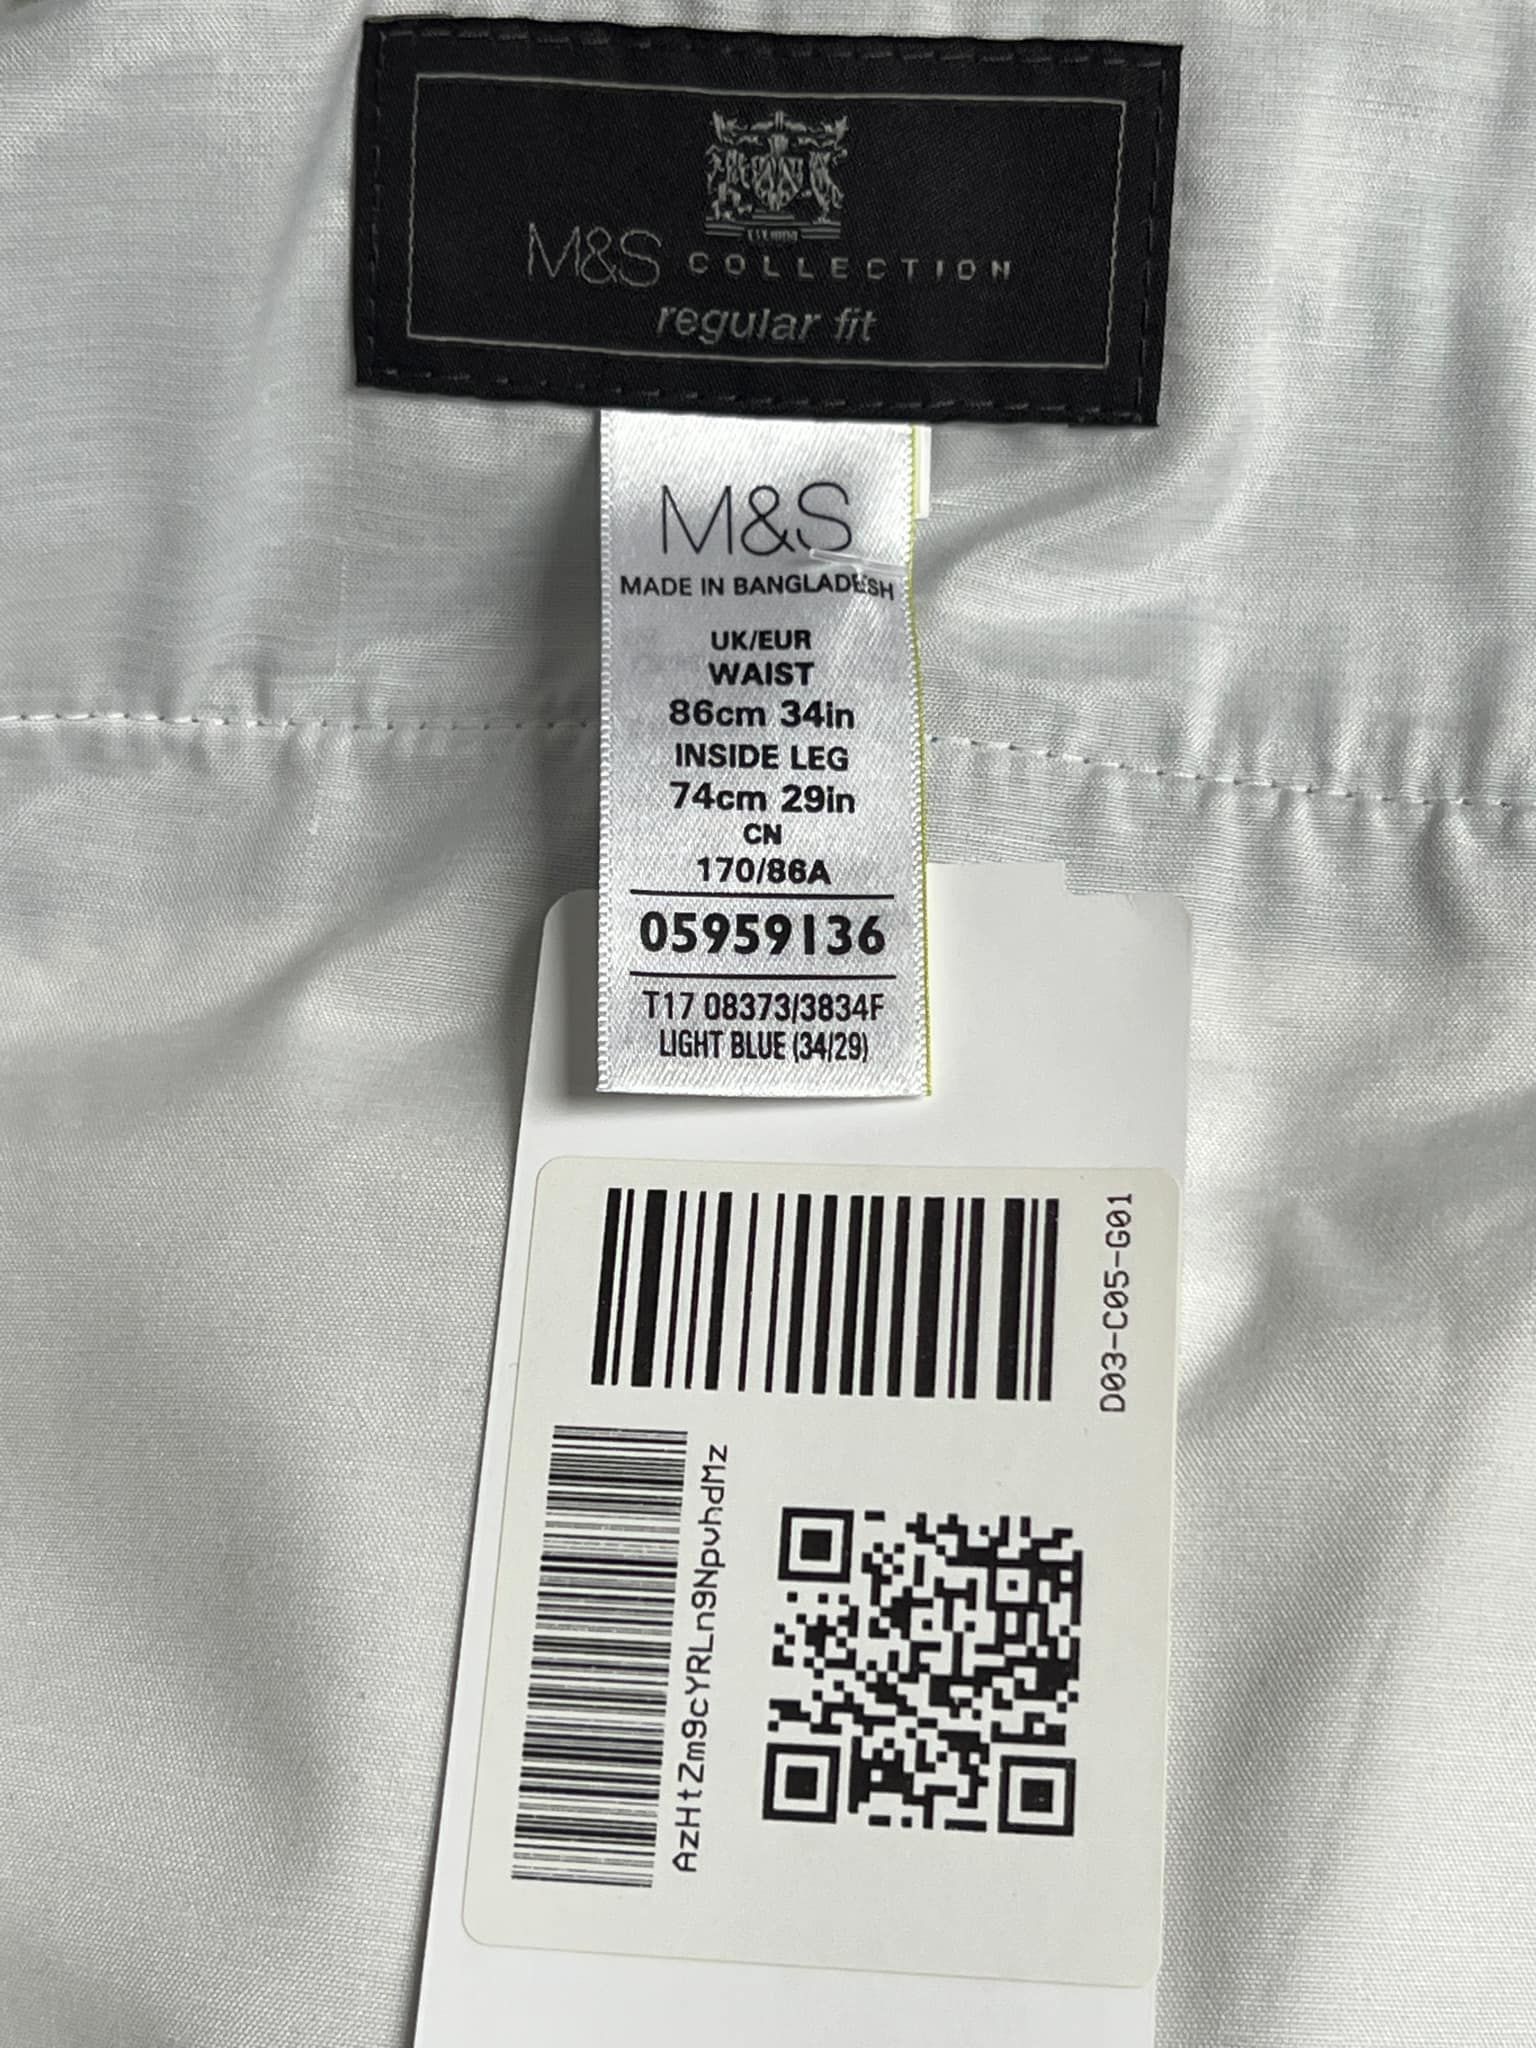 M&S COLLECTION
regular fit
M&S
MADE IN BANGLADESH
UK/EUR
WAIST
86cm 34in
INSIDE LEG
74cm 29in
CN
170/86A
05959136
T17 08373/3834F
LIGHT BLUE (34/29)
D03-C05-G01
AzHtZm9cYRLn9NpvhdMz